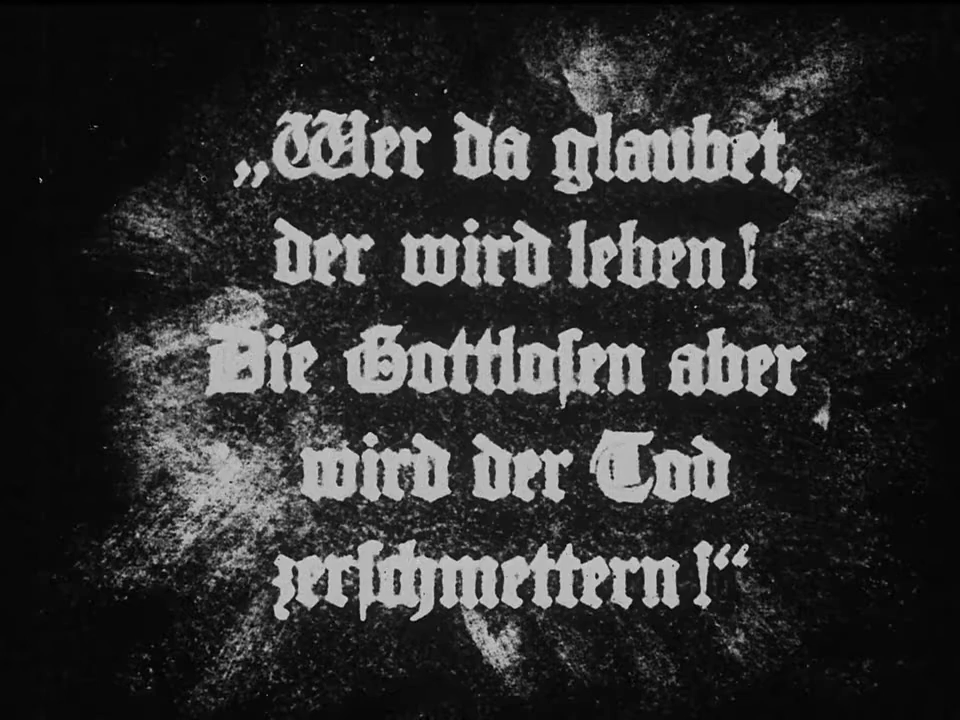 „Wer da glaubet,
der wird leben!
Die Gottlosen aber
wird der Tod
zerschmettern!“